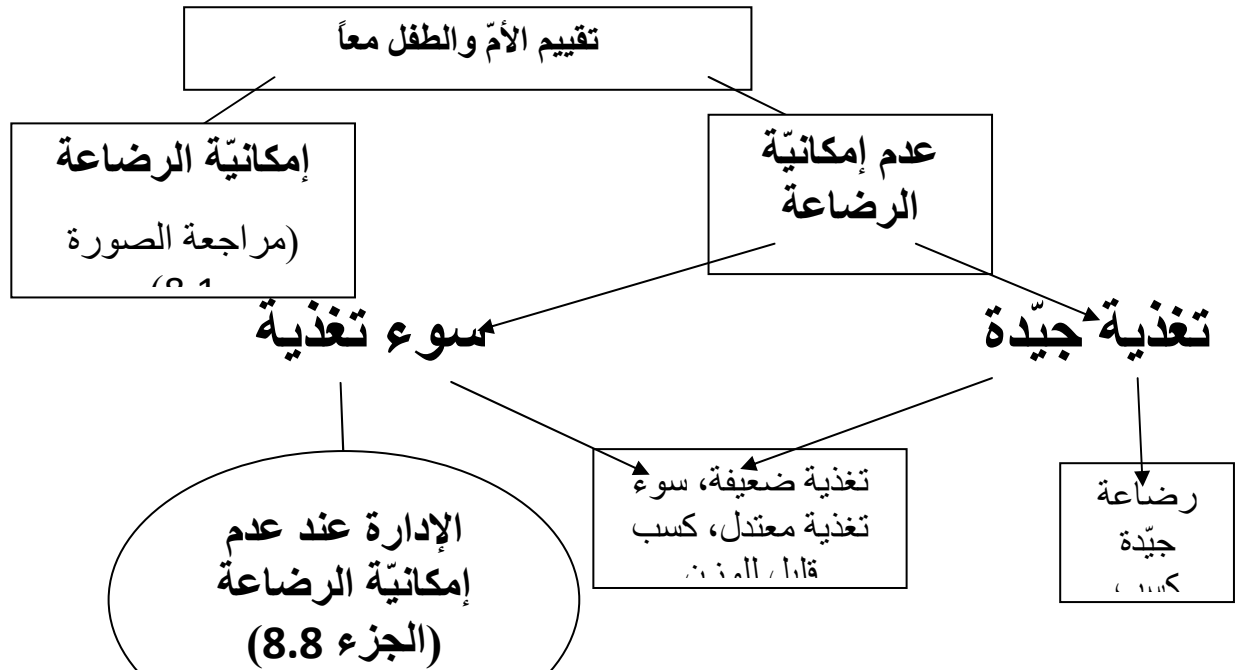 تقييم الأمّ والطفل معاً
عدم إمكانيّة
الرضاعة
إمكانيّة الرضاعة
(مراجعة الصورة
تغذية جيّدة
سوء تغذية
رضاعة
جيّدة
تغذية ضعيفة، سوء
تغذية معتدل، كسب
الإدارة عند عدم
إمكانيّة الرضاعة
(الجزء 8.8)